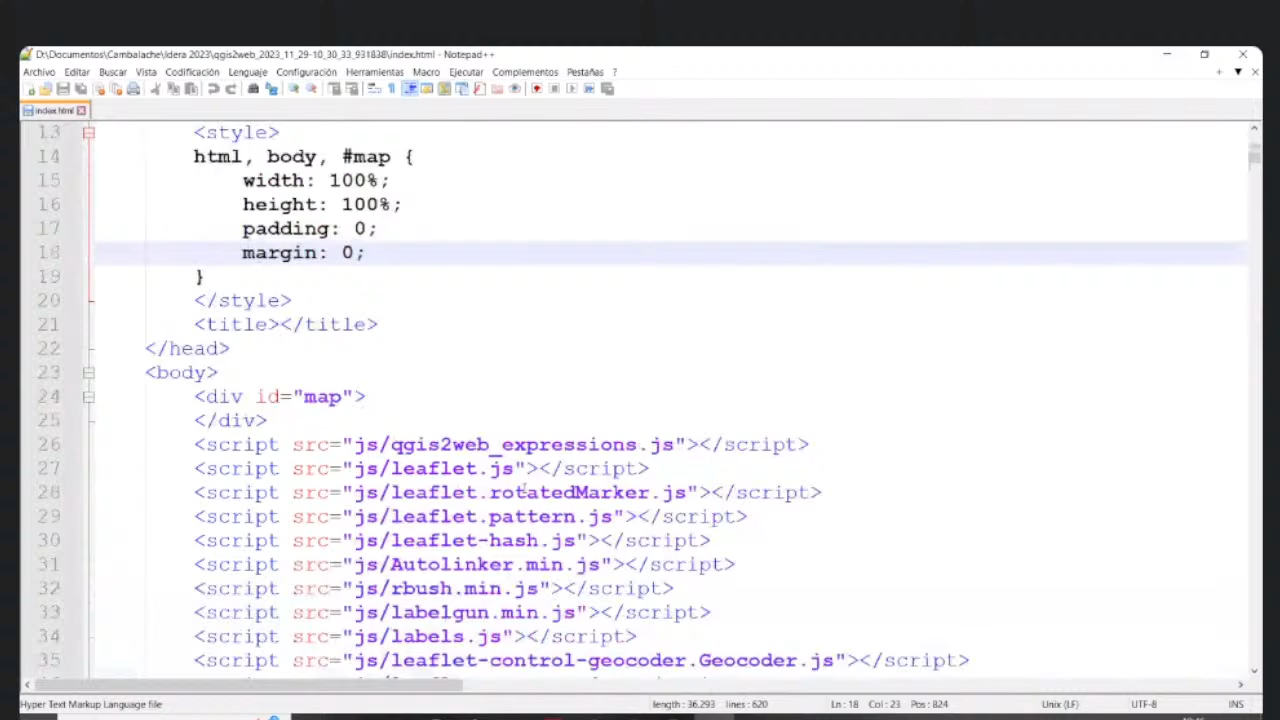 D:\Documentos\Cambalache\Idera 2023\qgis2web_2023_11_29-10_30_33_931838\index.html - Notepad++
Archivo Editar Buscar Vista Codificación Lenguaje Configuración Herramientas Macro Ejecutar Complementos Pestañas ?
index.html
13 <style>
14 html, body, #map {
15 width: 100%;
16 height: 100%;
17 padding: 0;
18 margin: 0;
19 }
20 </style>
21 <title></title>
22 </head>
23 <body>
24 <div id="map">
25 </div>
26 <script src="js/qgis2web_expressions.js"></script>
27 <script src="js/leaflet.js"></script>
28 <script src="js/leaflet.rotatedMarker.js"></script>
29 <script src="js/leaflet.pattern.js"></script>
30 <script src="js/leaflet-hash.js"></script>
31 <script src="js/Autolinker.min.js"></script>
32 <script src="js/rbush.min.js"></script>
33 <script src="js/labelgun.min.js"></script>
34 <script src="js/labels.js"></script>
35 <script src="js/leaflet-control-geocoder.Geocoder.js"></script>
Hyper Text Markup Language file length : 36.293 lines : 620 Ln : 18 Col : 23 Pos : 824 Unix (LF) UTF-8 INS